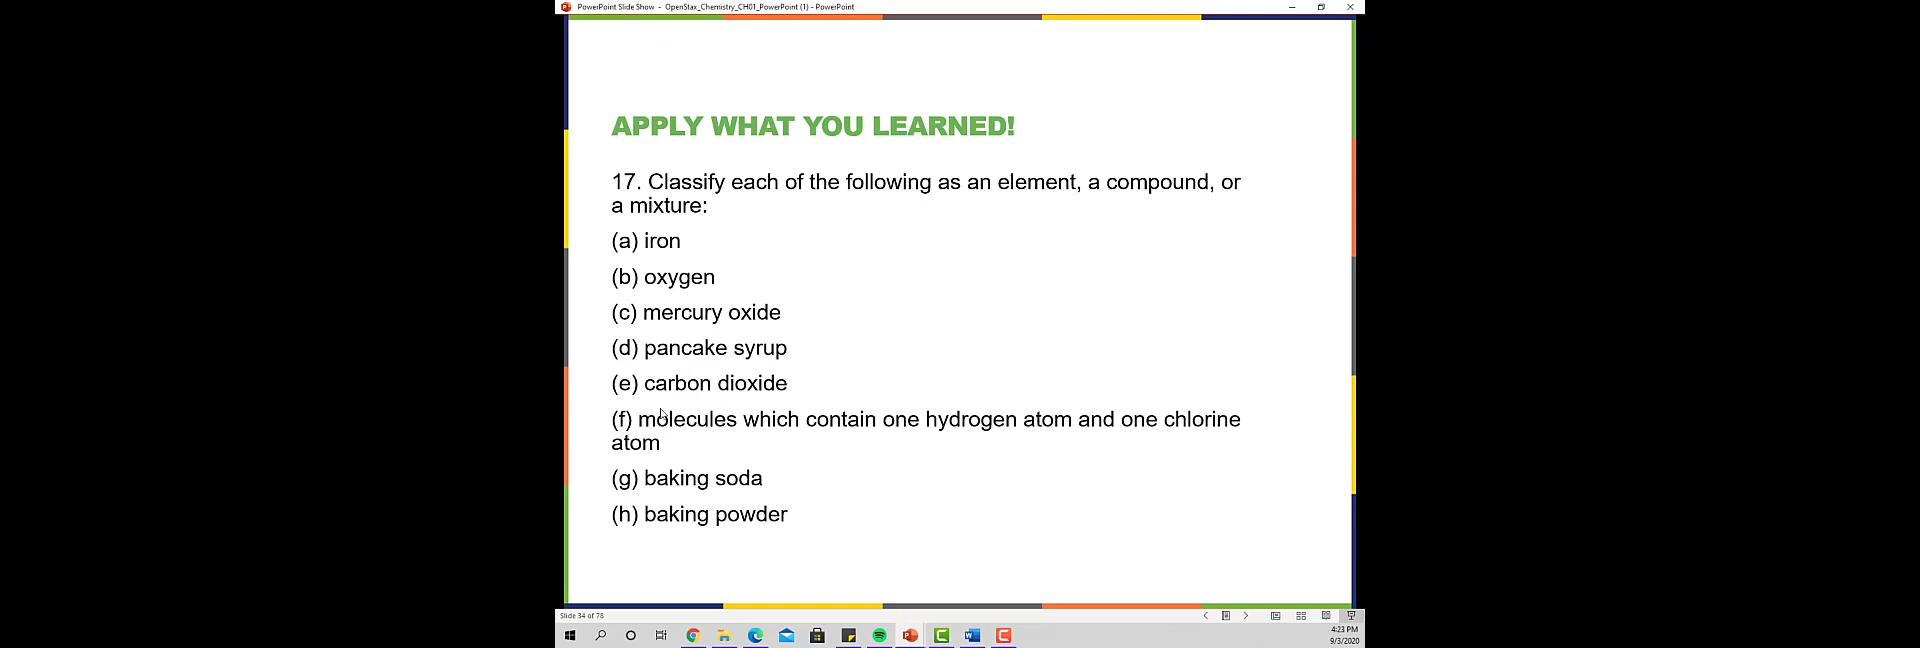 PowerPoint Slide Show - OpenStax_Chemistry_CH01_PowerPoint (1) - PowerPoint
APPLY WHAT YOU LEARNED!
17. Classify each of the following as an element, a compound, or
a mixture:
(a) iron
(b) oxygen
(c) mercury oxide
(d) pancake syrup
(e) carbon dioxide
(f) molecules which contain one hydrogen atom and one chlorine
atom
(g) baking soda
(h) baking powder
Slide 34 of 78
4:23 PM
9/3/2020